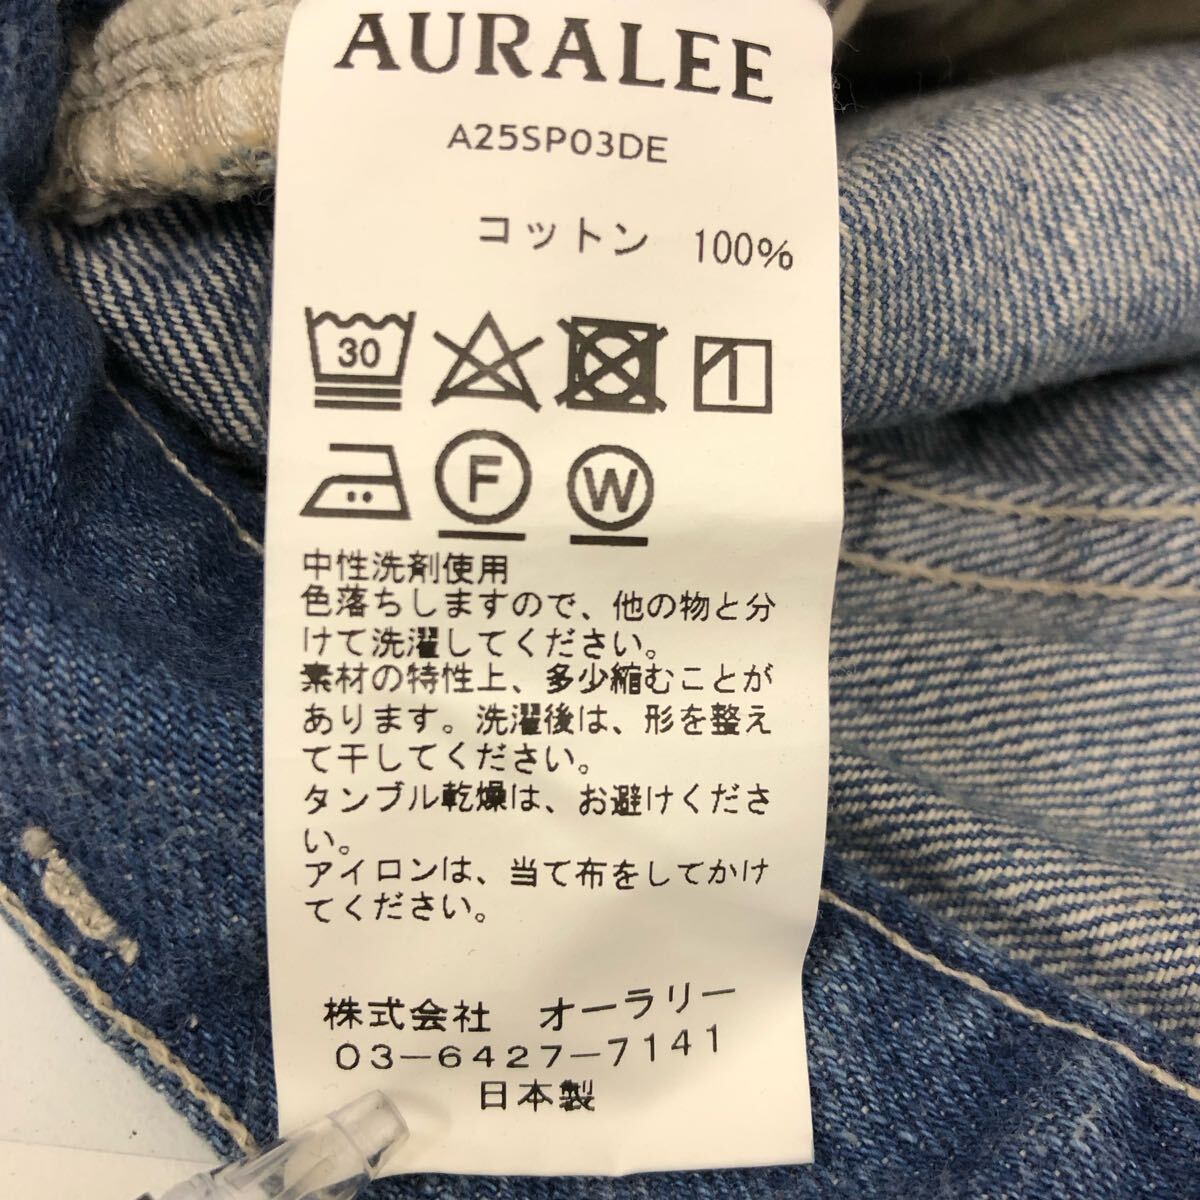 AURALEE
A25SP03DE
コットン 100%
30
F W
中性洗剤使用
色落ちしますので、他の物と分
けて洗濯してください。
素材の特性上、多少縮むことが
あります。洗濯後は、形を整え
て干してください。
タンブル乾燥は、お避けくださ
い。
アイロンは、当て布をしてかけ
てください。
株式会社 オーラリー
03-6427-7141
日本製